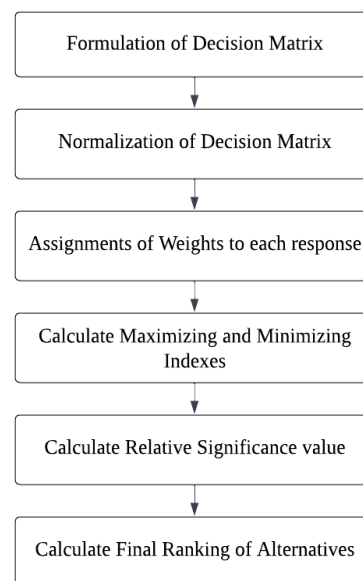 Formulation of Decision Matrix
Normalization of Decision Matrix
Assignments of Weights to each response
Calculate Maximizing and Minimizing
Indexes
Calculate Relative Significance value
Calculate Final Ranking of Alternatives